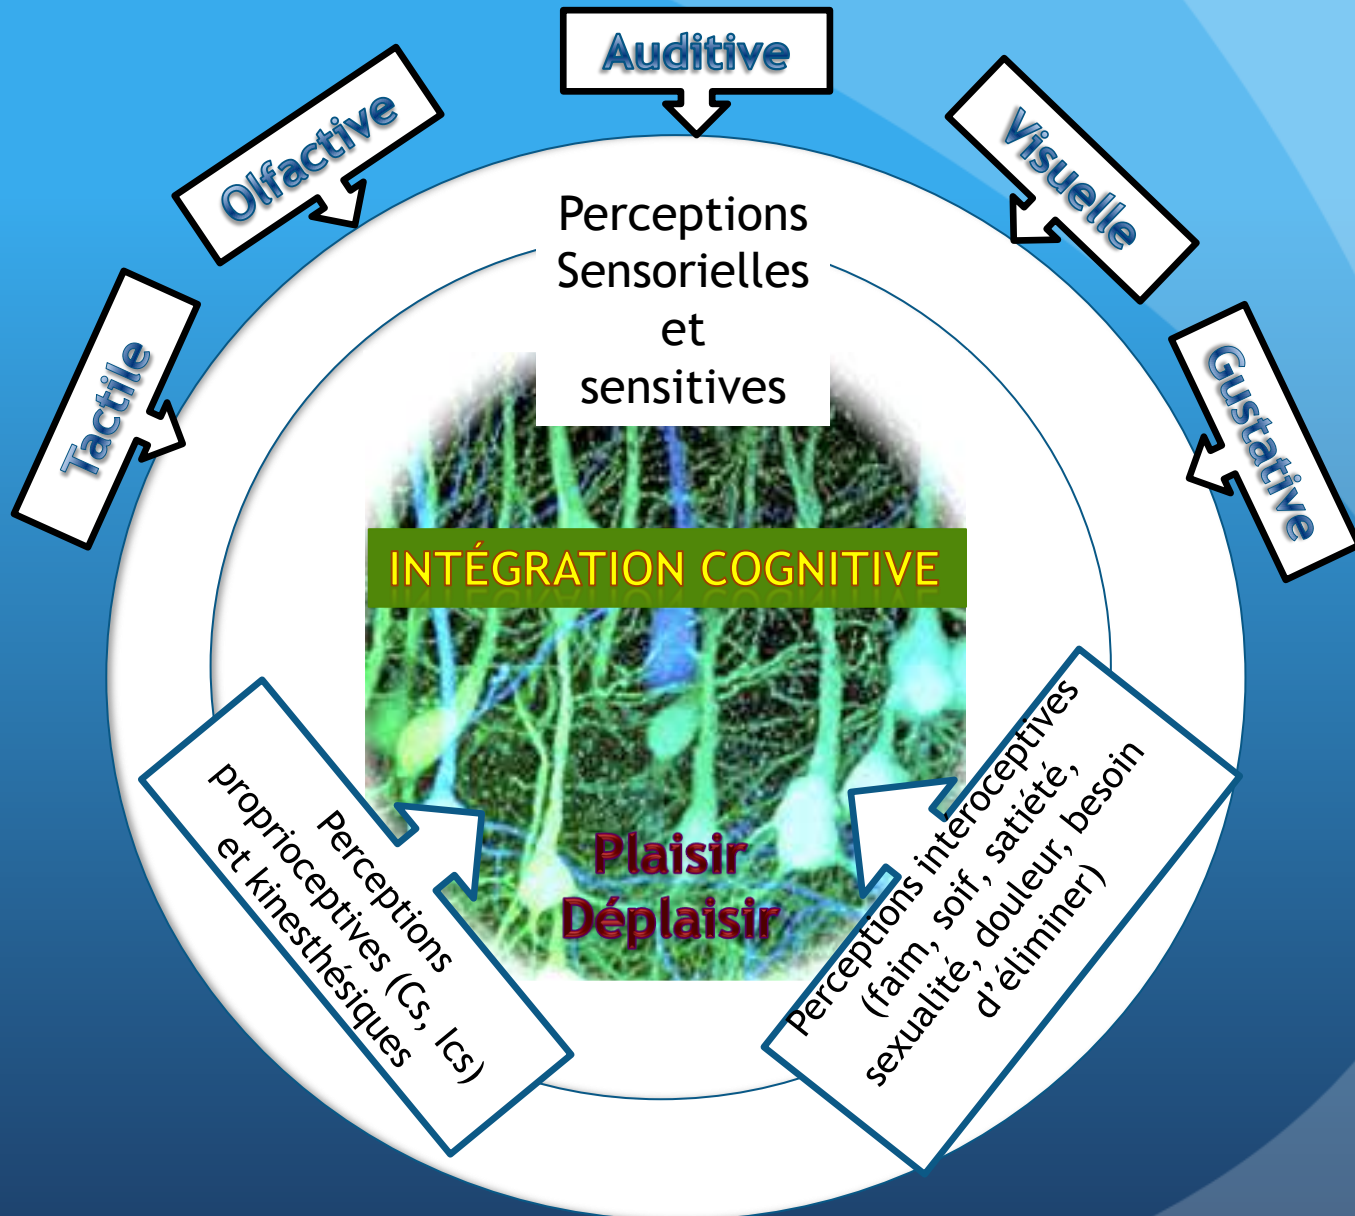 Auditive
Olfactive
Visuelle
Tactile
Gustative
Perceptions
Sensorielles
et
sensitives
INTÉGRATION COGNITIVE
Plaisir
Déplaisir
Perceptions
proprioceptives (Cs, Ics)
et kinesthésiques
Perceptions intéroceptives
(faim, soif, satiété,
sexualité, douleur, besoin
d’éliminer)